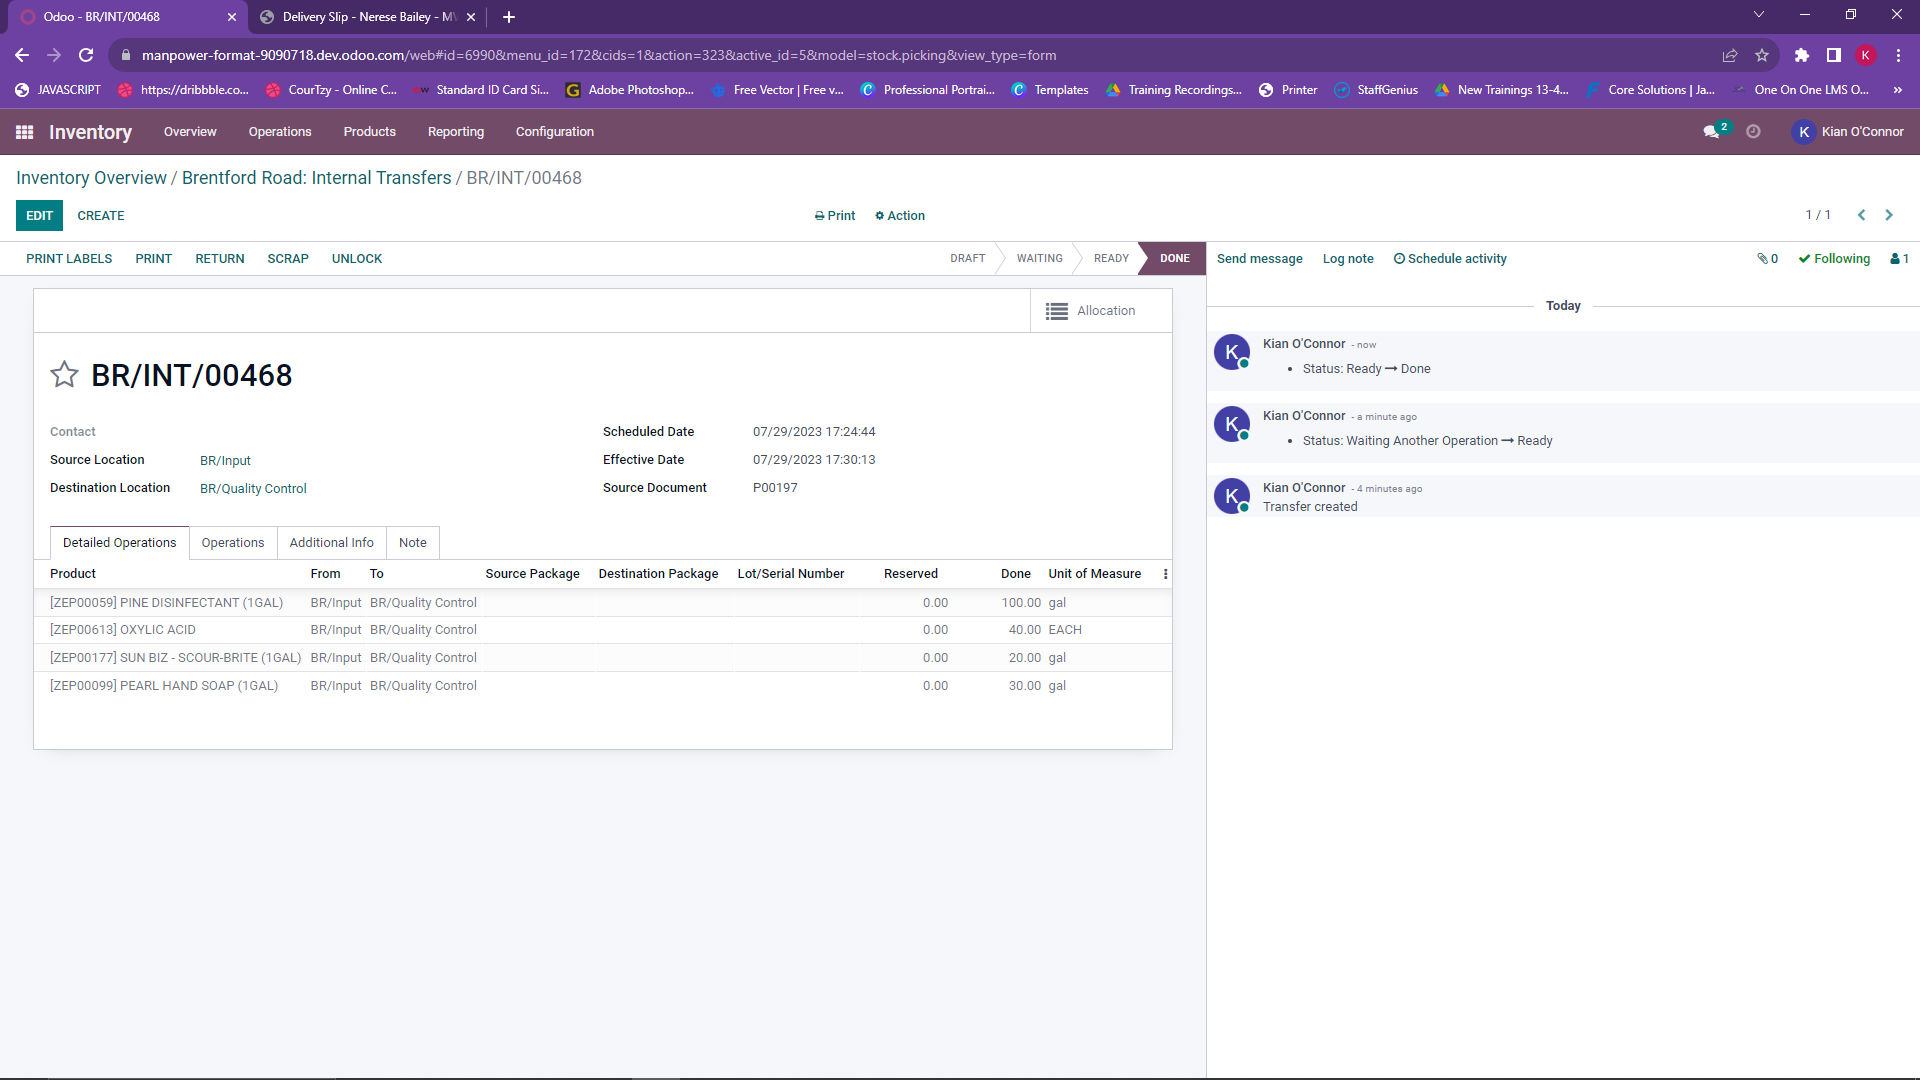 Odoo - BR/INT/00468
Delivery Slip - Nerese Bailey - M
manpower-format-9090718.dev.odoo.com/web#id=6990&menu_id=172&cids=1&action=323&active_id=5&model=stock.picking&view_type=form
K
JAVASCRIPT https://dribbble.co... CourTzy - Online C... Standard ID Card Si... Adobe Photoshop... Free Vector | Free v... Professional Portrai... Templates Training Recordings... Printer StaffGenius New Trainings 13-4... Core Solutions | Ja... One On One LMS O... »
Inventory Overview Operations Products Reporting Configuration 2 K Kian O'Connor
Inventory Overview / Brentford Road: Internal Transfers / BR/INT/00468
EDIT CREATE Print Action 1 / 1
PRINT LABELS PRINT RETURN SCRAP UNLOCK DRAFT WAITING READY DONE
Send message Log note Schedule activity 0 Following 1
Allocation
BR/INT/00468
Contact
Source Location BR/Input
Destination Location BR/Quality Control
Scheduled Date 07/29/2023 17:24:44
Effective Date 07/29/2023 17:30:13
Source Document P00197
Detailed Operations Operations Additional Info Note
Product From To Source Package Destination Package Lot/Serial Number Reserved Done Unit of Measure
[ZEP00059] PINE DISINFECTANT (1GAL) BR/Input BR/Quality Control 0.00 100.00 gal
[ZEP00613] OXYLIC ACID BR/Input BR/Quality Control 0.00 40.00 EACH
[ZEP00177] SUN BIZ - SCOUR-BRITE (1GAL) BR/Input BR/Quality Control 0.00 20.00 gal
[ZEP00099] PEARL HAND SOAP (1GAL) BR/Input BR/Quality Control 0.00 30.00 gal
Today
K Kian O'Connor - now
• Status: Ready → Done
K Kian O'Connor - a minute ago
• Status: Waiting Another Operation → Ready
K Kian O'Connor - 4 minutes ago
Transfer created